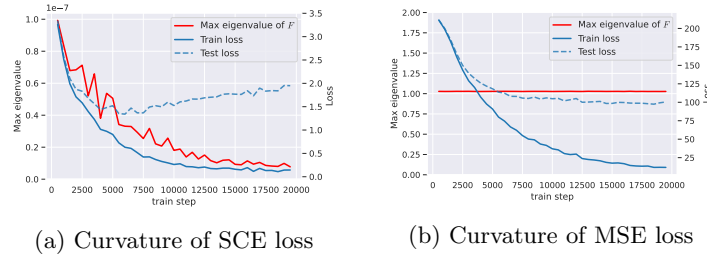 1e−7
Max eigenvalue of F
Train loss
Test loss
1.0
0.8
0.6
0.4
0.2
0.0
Max eigenvalue
3.5
3.0
2.5
2.0
1.5
1.0
0.5
0.0
Loss
2500 5000 7500 10000 12500 15000 17500 20000
train step
(a) Curvature of SCE loss
Max eigenvalue of F
Train loss
Test loss
2.00
1.75
1.50
1.25
1.00
0.75
0.50
0.25
0.00
Max eigenvalue
200
175
150
125
100
75
50
25
Loss
2500 5000 7500 10000 12500 15000 17500 20000
train step
(b) Curvature of MSE loss